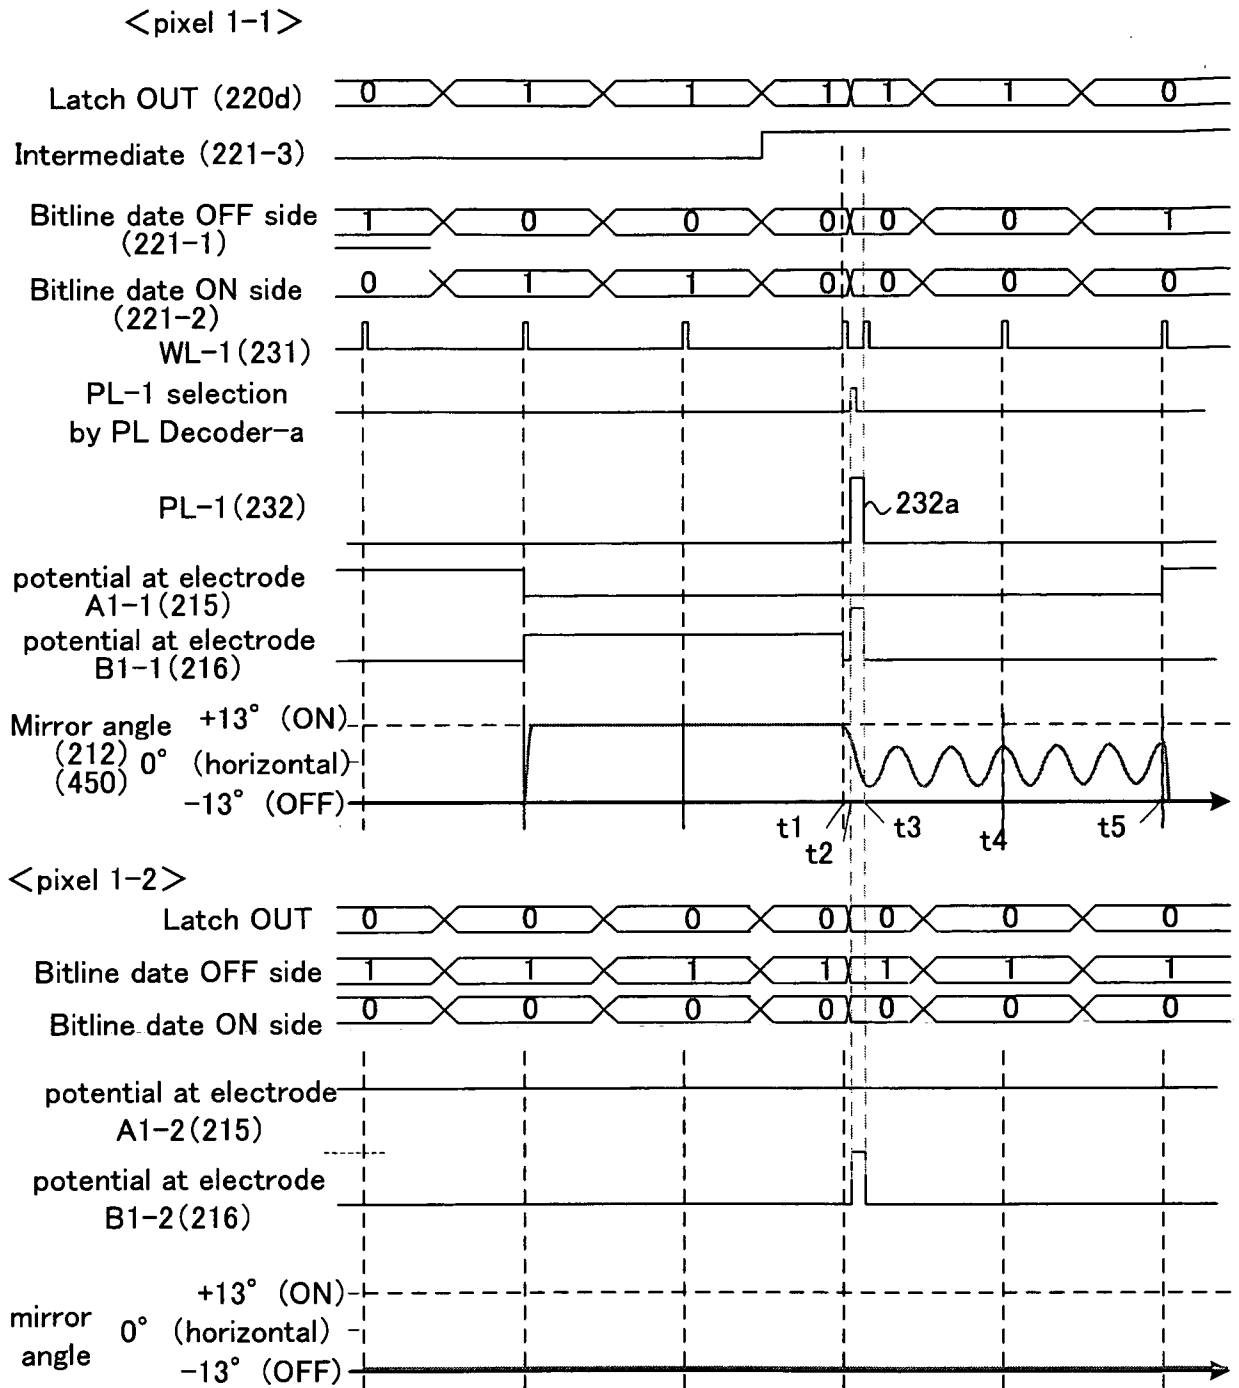 <pixel 1-1>
Latch OUT (220d) 0 1 1 1 1 1 0
Intermediate (221-3)
Bitline date OFF side 1 0 0 0 0 0 1
(221-1)
Bitline date ON side 0 1 1 0 0 0 0
(221-2)
WL-1(231)
PL-1 selection
by PL Decoder-a
PL-1(232) 232a
potential at electrode
A1-1(215)
potential at electrode
B1-1(216)
Mirror angle +13° (ON)
(212) 0° (horizontal)
(450)
-13° (OFF)
t1 t2 t3 t4 t5
<pixel 1-2>
Latch OUT 0 0 0 0 0 0 0
Bitline date OFF side 1 1 1 1 1 1 1
Bitline date ON side 0 0 0 0 0 0 0
potential at electrode
A1-2(215)
potential at electrode
B1-2(216)
+13° (ON)
mirror 0° (horizontal)
angle
-13° (OFF)